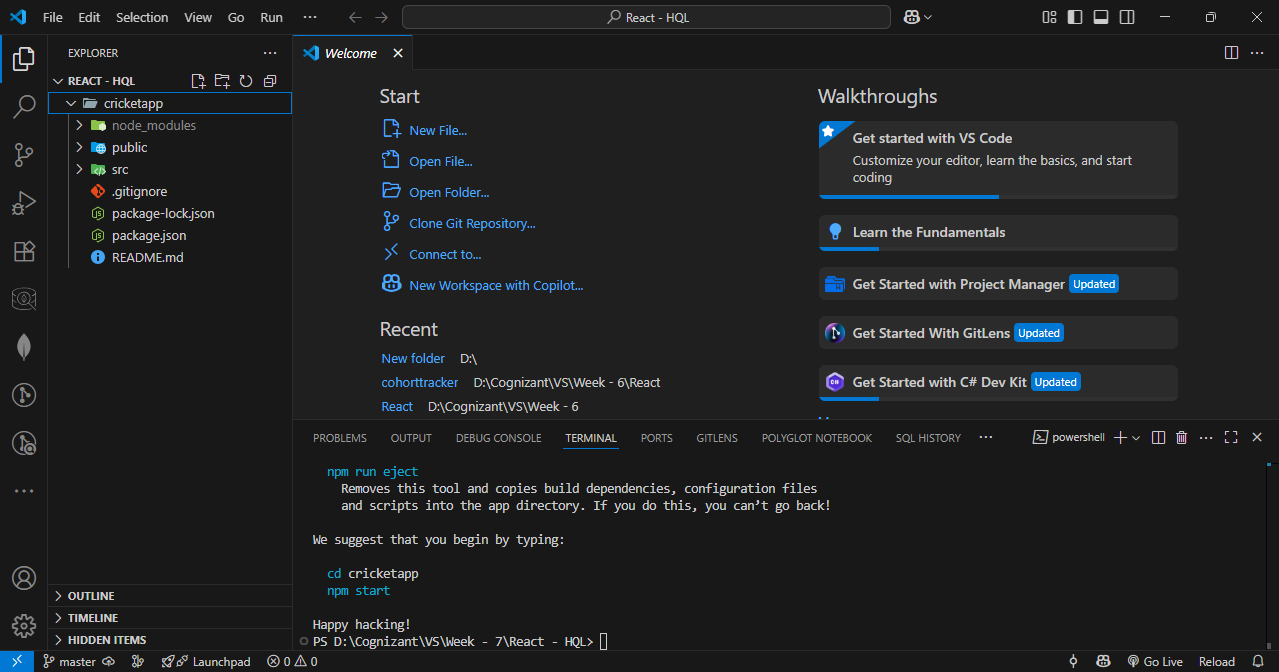 File Edit Selection View Go Run ···
React - HQL
EXPLORER
REACT - HQL
cricketapp
node_modules
public
src
.gitignore
package-lock.json
package.json
README.md
OUTLINE
TIMELINE
HIDDEN ITEMS
Welcome
Start
New File...
Open File...
Open Folder...
Clone Git Repository...
Connect to...
New Workspace with Copilot...
Recent
New folder D:\
cohorttracker D:\Cognizant\VS\Week - 6\React
React D:\Cognizant\VS\Week - 6
Walkthroughs
Get started with VS Code
Customize your editor, learn the basics, and start
coding
Learn the Fundamentals
Get Started with Project Manager Updated
Get Started With GitLens Updated
Get Started with C# Dev Kit Updated
PROBLEMS OUTPUT DEBUG CONSOLE TERMINAL PORTS GITLENS POLYGLOT NOTEBOOK SQL HISTORY ··· powershell
npm run eject
Removes this tool and copies build dependencies, configuration files
and scripts into the app directory. If you do this, you can’t go back!
We suggest that you begin by typing:
cd cricketapp
npm start
Happy hacking!
PS D:\Cognizant\VS\Week - 7\React - HQL>
master Launchpad 0 0 Go Live Reload